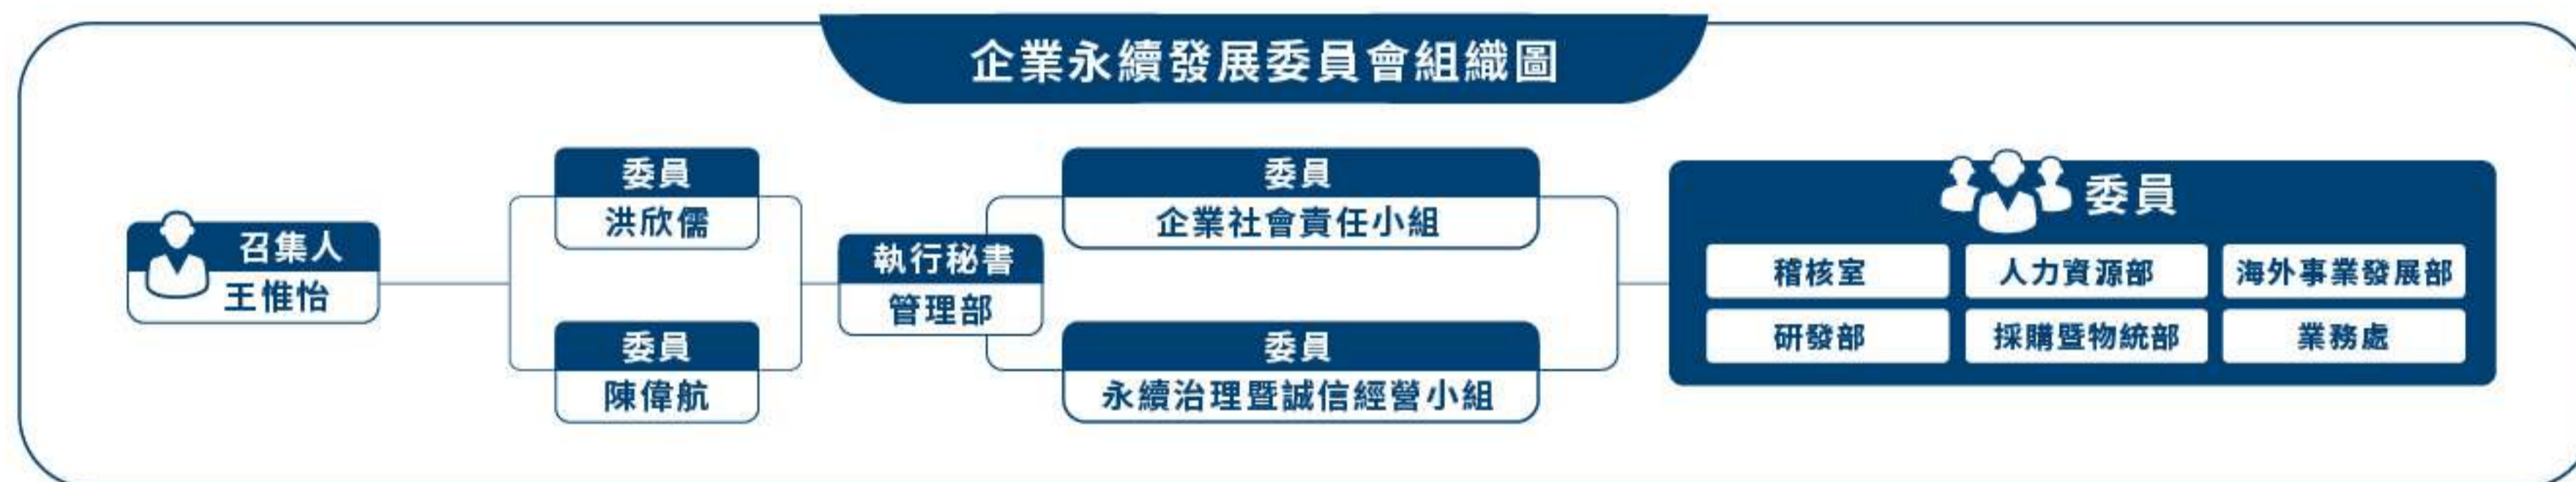 企業永續發展委員會組織圖
召集人
王惟怡
委員
洪欣儒
委員
陳偉航
執行秘書
管理部
委員
企業社會責任小組
委員
永續治理暨誠信經營小組
委員
稽核室
人力資源部
海外事業發展部
研發部
採購暨物統部
業務處